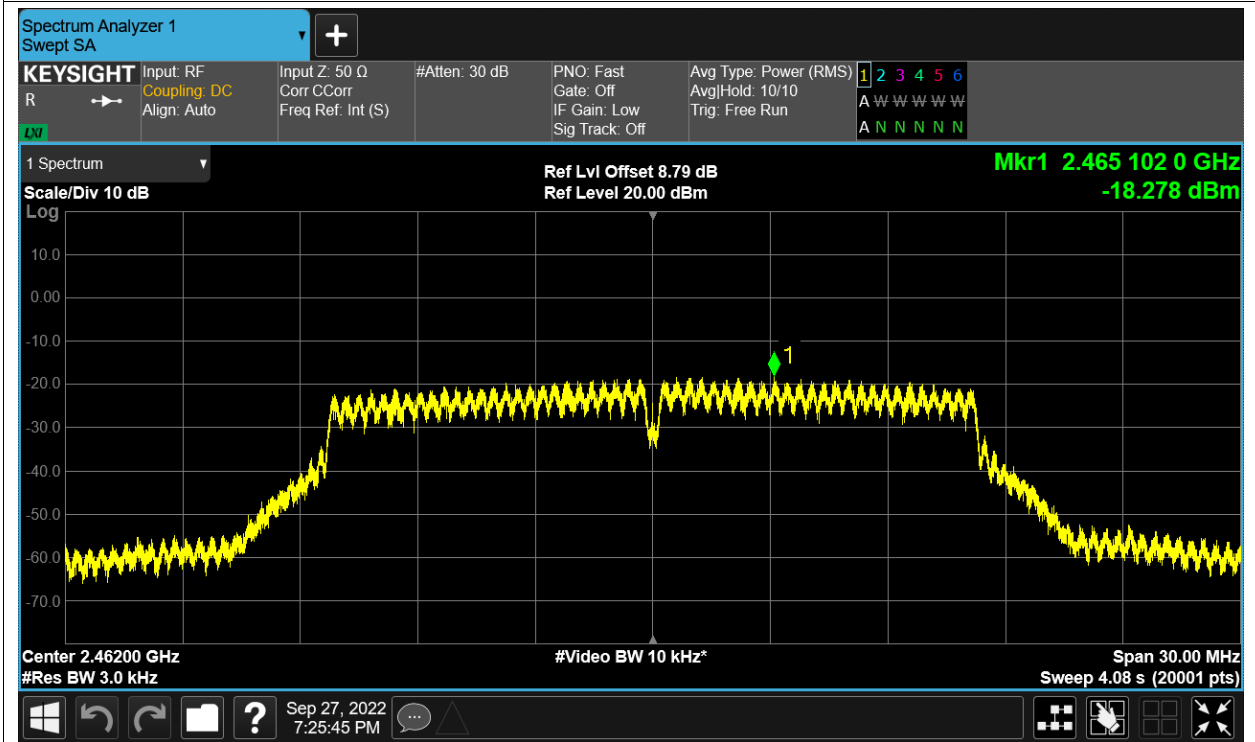 Spectrum Analyzer 1
Swept SA
KEYSIGHT
R
LXI
Input: RF
Coupling: DC
Align: Auto
Input Z: 50 Ω
Corr CCorr
Freq Ref: Int (S)
#Atten: 30 dB
PNO: Fast
Gate: Off
IF Gain: Low
Sig Track: Off
Avg Type: Power (RMS)
Avg|Hold: 10/10
Trig: Free Run
1 2 3 4 5 6
A W W W W W
A N N N N N
1 Spectrum
Scale/Div 10 dB
Log
Ref Lvl Offset 8.79 dB
Ref Level 20.00 dBm
Mkr1 2.465 102 0 GHz
-18.278 dBm
10.0
0.00
-10.0
-20.0
-30.0
-40.0
-50.0
-60.0
-70.0
1
Center 2.46200 GHz
#Res BW 3.0 kHz
#Video BW 10 kHz*
Span 30.00 MHz
Sweep 4.08 s (20001 pts)
?
Sep 27, 2022
7:25:45 PM